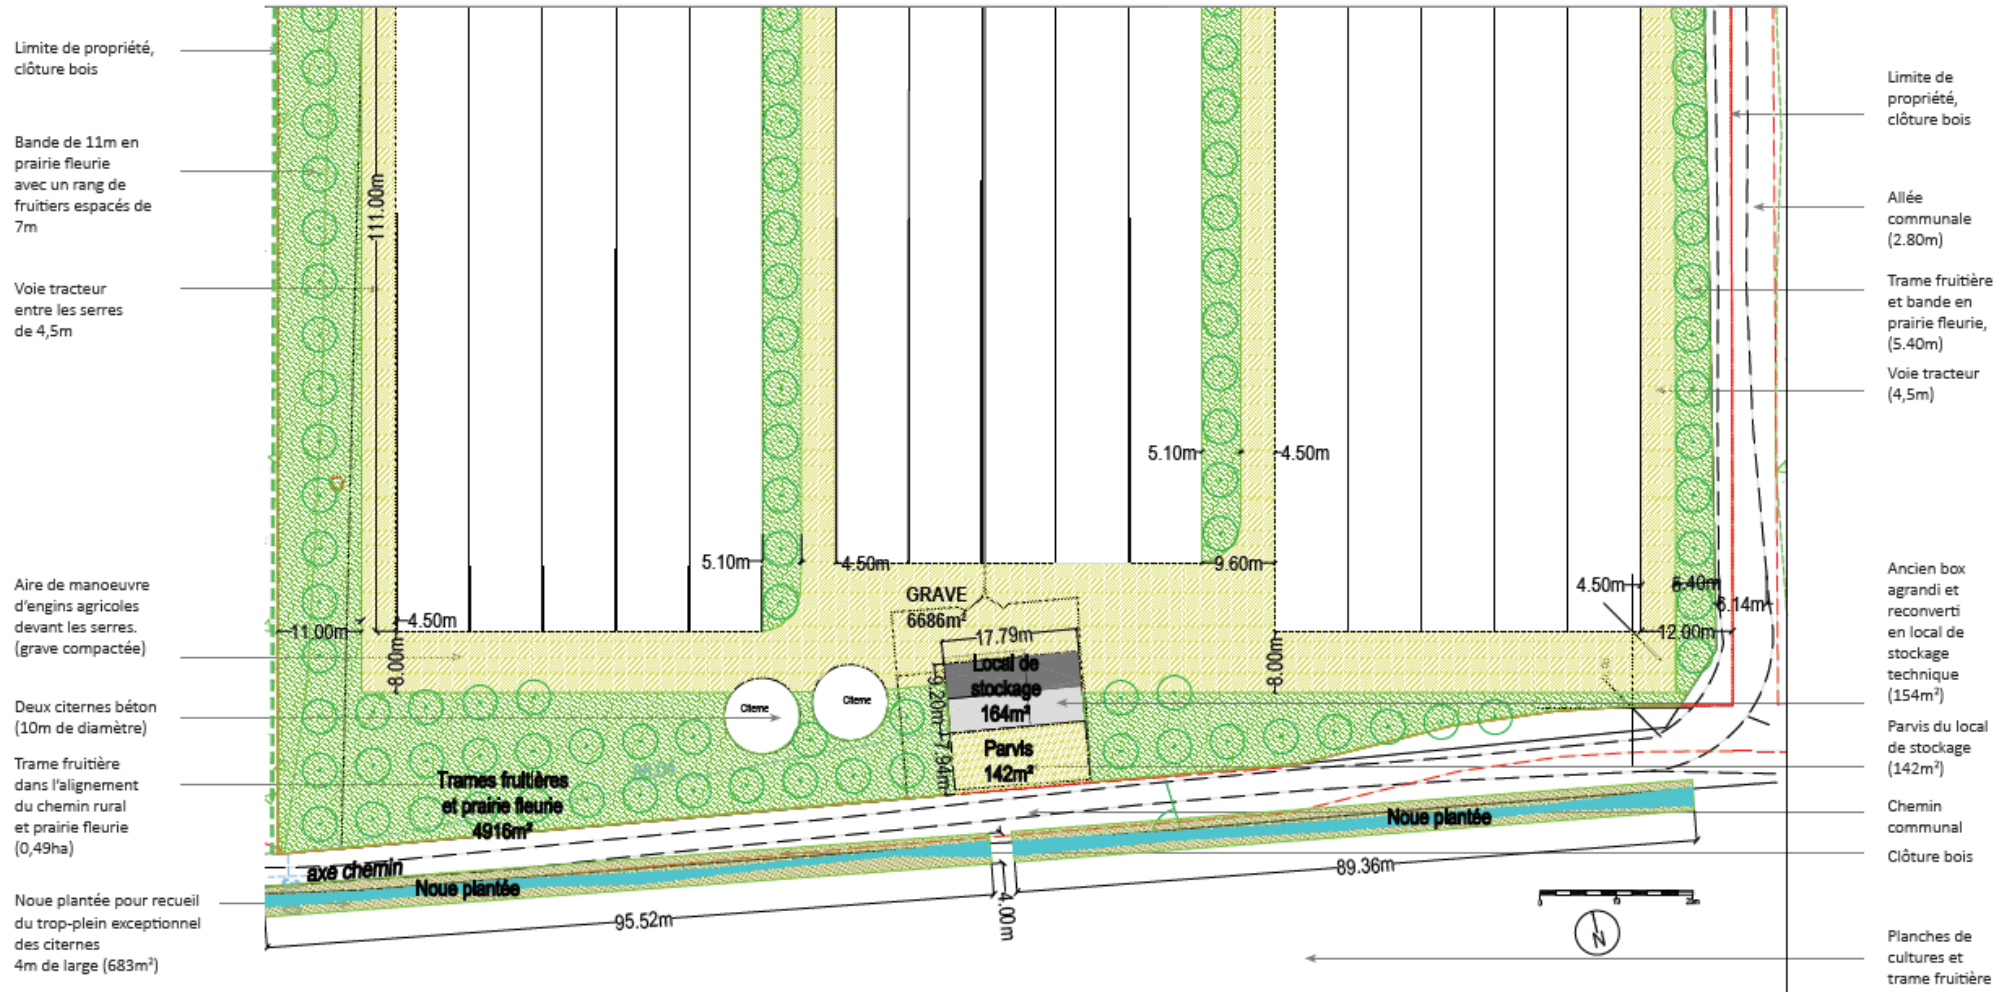 Limite de propriété,
clôture bois
Bande de 11m en
prairie fleurie
avec un rang de
fruitiers espacés de
7m
Voie tracteur
entre les serres
de 4,5m
Aire de manoeuvre
d'engins agricoles
devant les serres.
(grave compactée)
Deux citernes béton
(10m de diamètre)
Trame fruitière
dans l'alignement
du chemin rural
et prairie fleurie
(0,49ha)
Noue plantée pour recueil
du trop-plein exceptionnel
des citernes
4m de large (683m²)
111.00m
11.00m
4.50m
8.00m
5.10m
4.50m
GRAVE
6686m²
17.79m
Local de
stockage
164m²
9.20m
7.94m
Parvis
142m²
Citerne
Citerne
Trames fruitières
et prairie fleurie
4916m²
axe chemin
Noue plantée
95.52m
4.00m
89.36m
Noue plantée
5.10m
4.50m
9.60m
8.00m
4.50m
5.40m
6.14m
12.00m
N
Limite de
propriété,
clôture bois
Allée
communale
(2.80m)
Trame fruitière
et bande en
prairie fleurie,
(5.40m)
Voie tracteur
(4,5m)
Ancien box
agrandi et
reconverti
en local de
stockage
technique
(154m²)
Parvis du local
de stockage
(142m²)
Chemin
communal
Clôture bois
Planches de
cultures et
trame fruitière